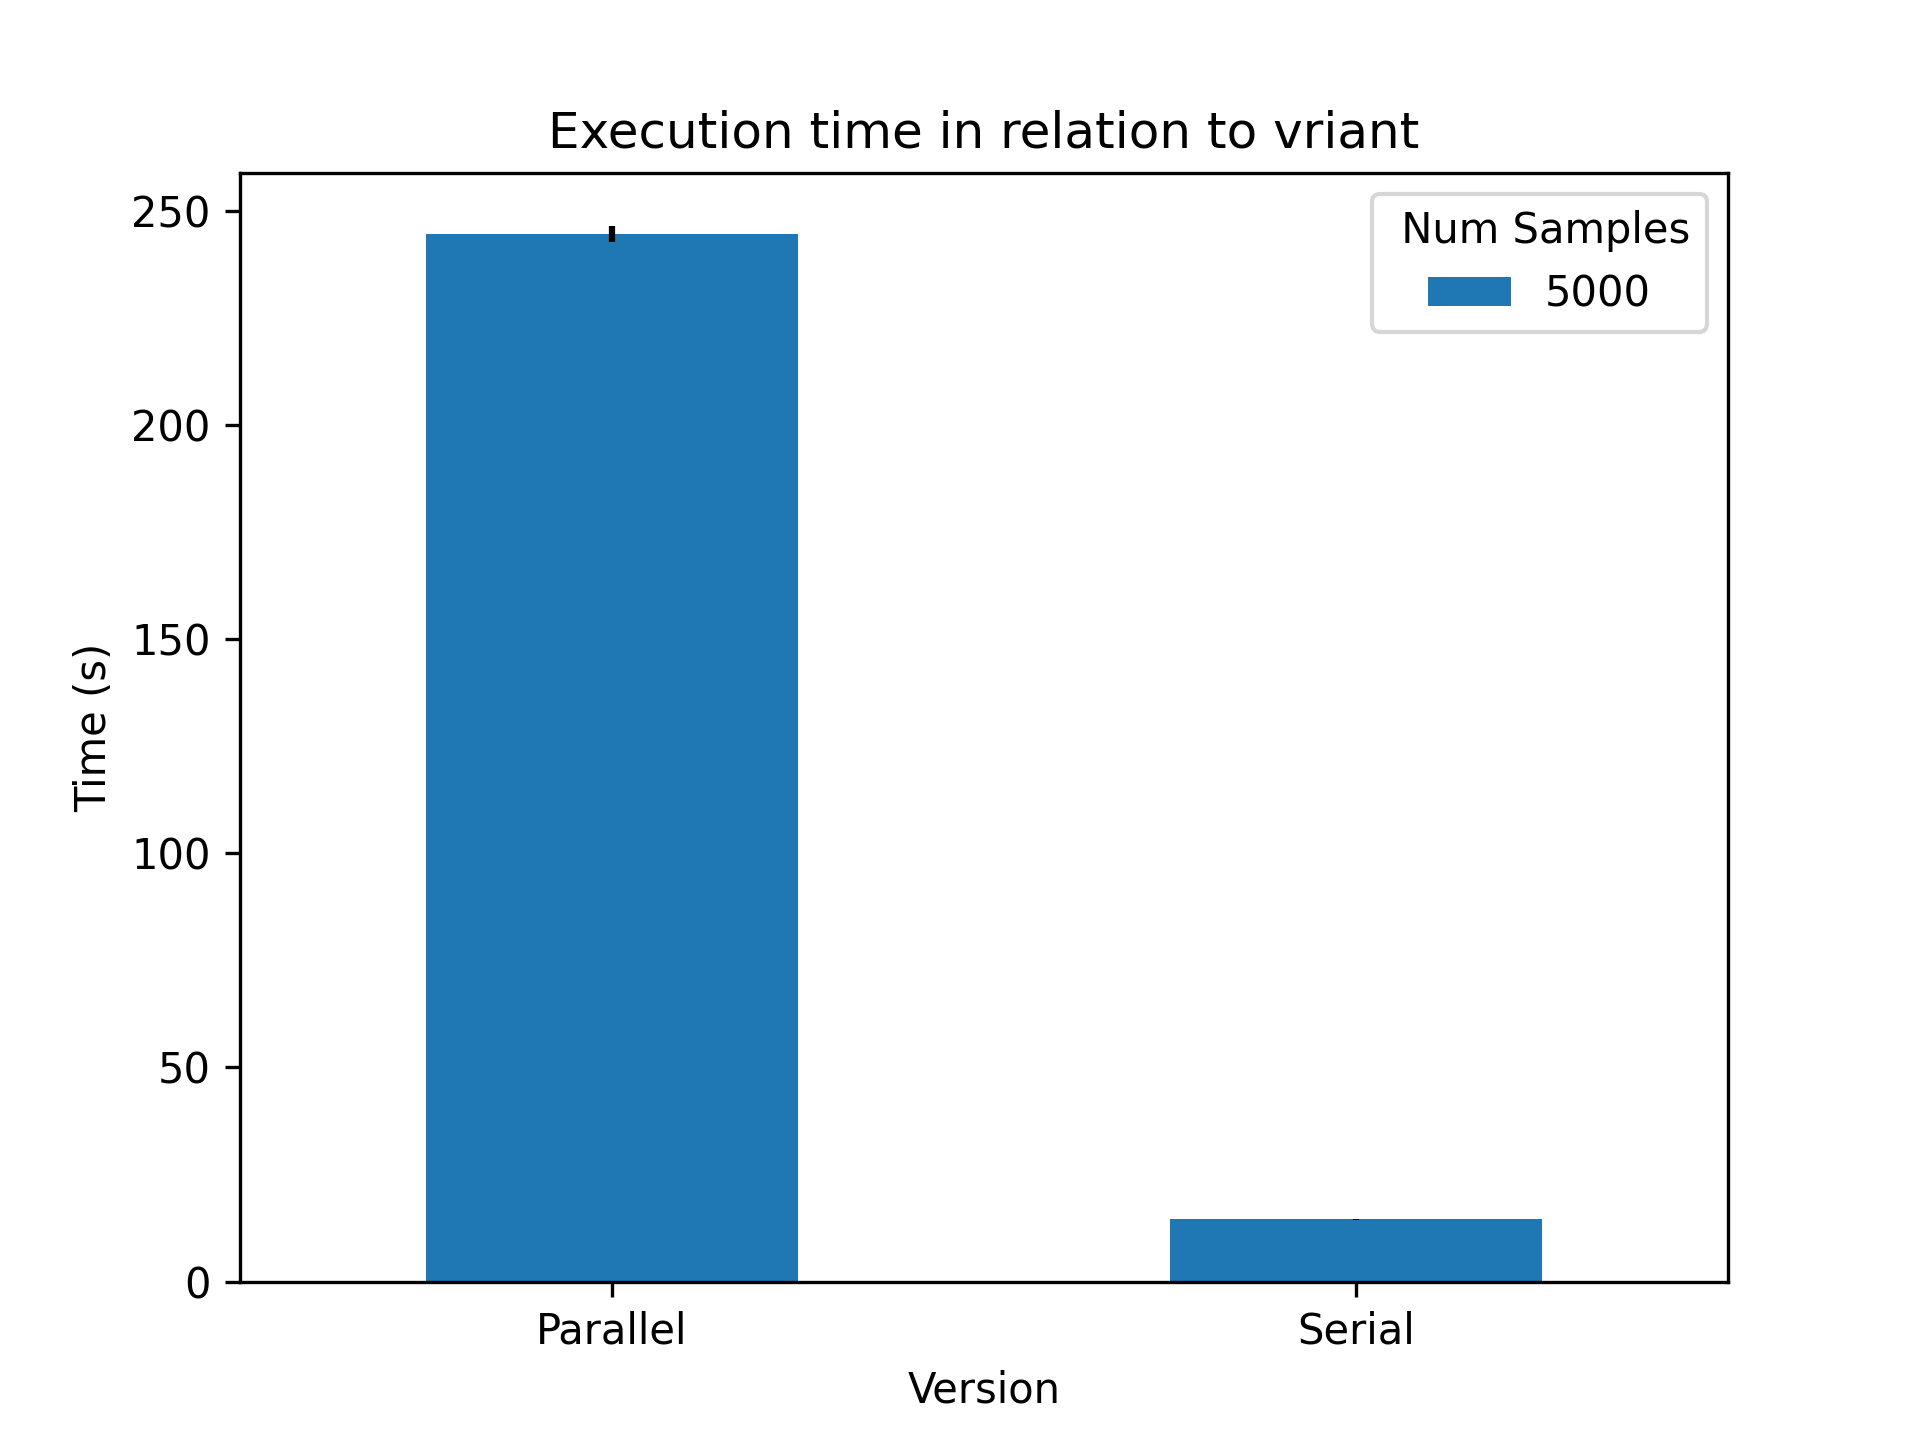 Execution time in relation to vriant
Num Samples
5000
250
200
150
100
50
0
Time (s)
Parallel
Serial
Version